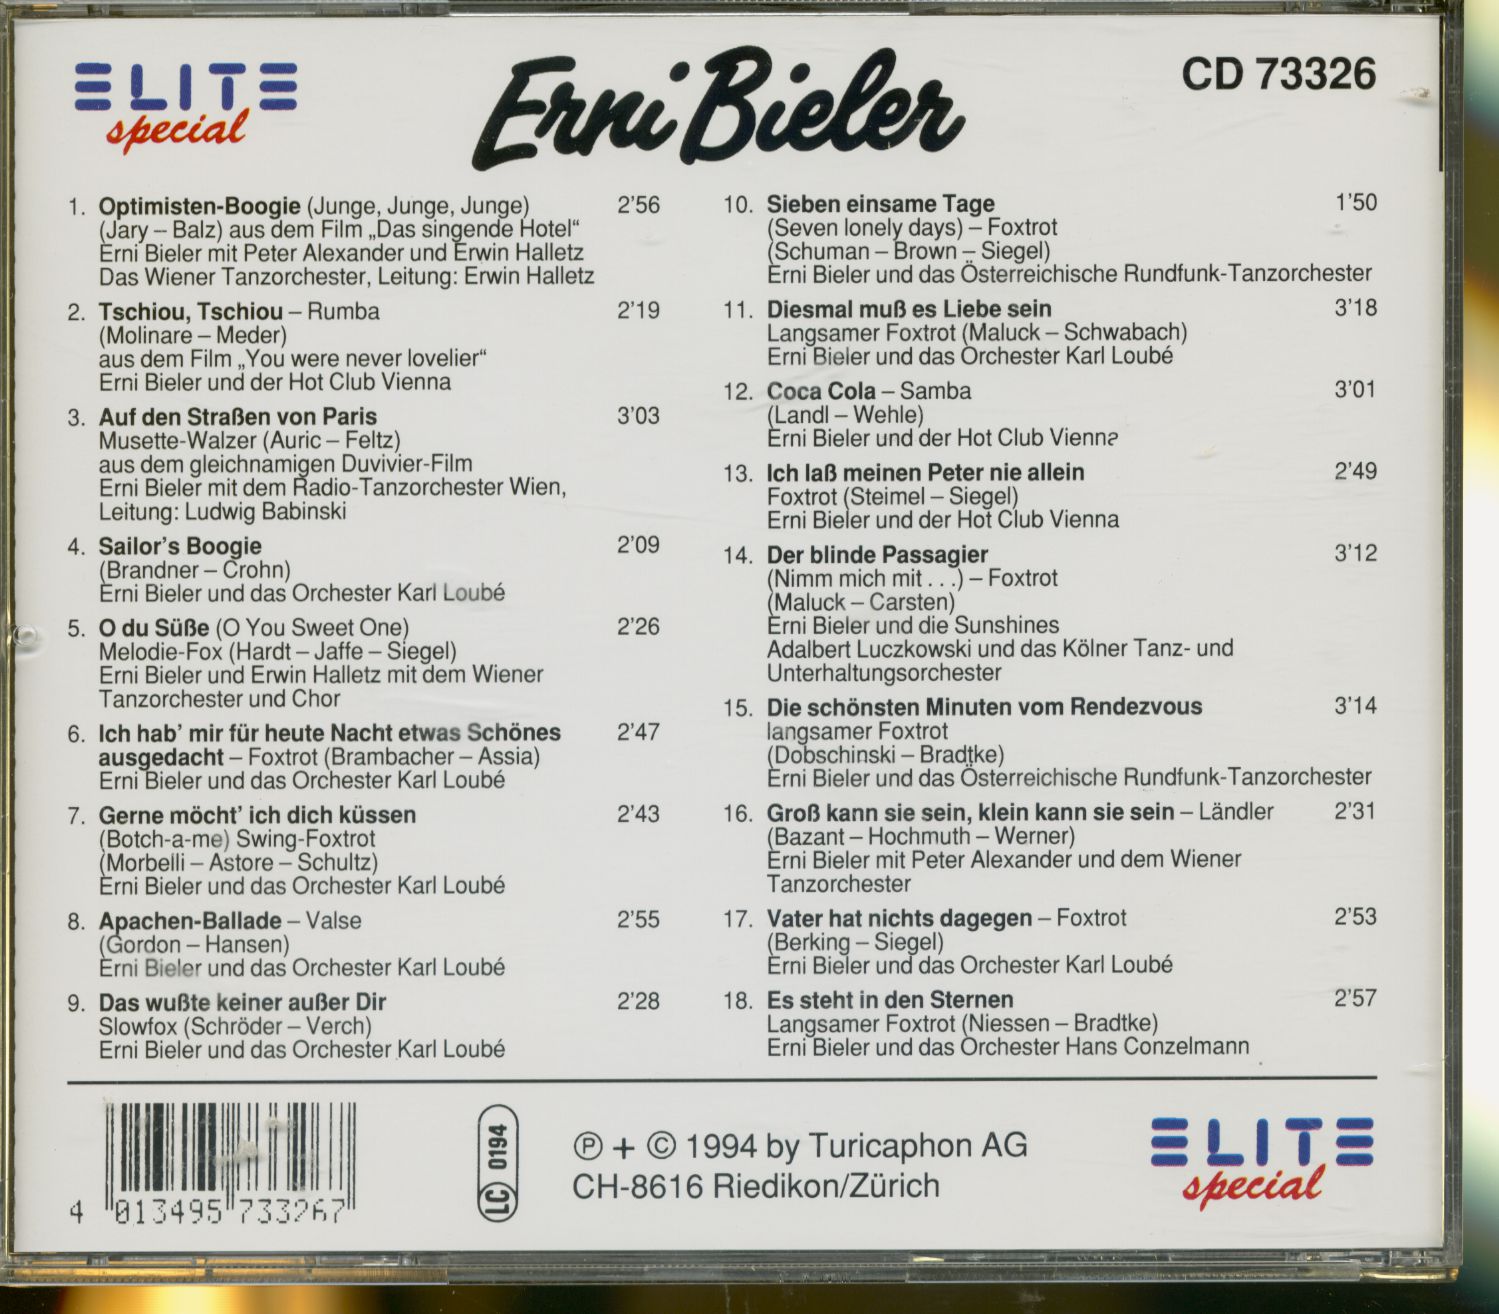 ELITE
special
Erni Bieler
CD 73326
1. Optimisten-Boogie (Junge, Junge, Junge) 2'56
(Jary – Balz) aus dem Film „Das singende Hotel“
Erni Bieler mit Peter Alexander und Erwin Halletz
Das Wiener Tanzorchester, Leitung: Erwin Halletz
2. Tschiou, Tschiou – Rumba 2'19
(Molinare – Meder)
aus dem Film „You were never lovelier“
Erni Bieler und der Hot Club Vienna
3. Auf den Straßen von Paris 3'03
Musette-Walzer (Auric – Feltz)
aus dem gleichnamigen Duvivier-Film
Erni Bieler mit dem Radio-Tanzorchester Wien,
Leitung: Ludwig Babinski
4. Sailor's Boogie 2'09
(Brandner – Crohn)
Erni Bieler und das Orchester Karl Loubé
5. O du Süße (O You Sweet One) 2'26
Melodie-Fox (Hardt – Jaffe – Siegel)
Erni Bieler und Erwin Halletz mit dem Wiener
Tanzorchester und Chor
6. Ich hab' mir für heute Nacht etwas Schönes 2'47
ausgedacht – Foxtrot (Brambacher – Assia)
Erni Bieler und das Orchester Karl Loubé
7. Gerne möcht' ich dich küssen 2'43
(Botch-a-me) Swing-Foxtrot
(Morbelli – Astore – Schultz)
Erni Bieler und das Orchester Karl Loubé
8. Apachen-Ballade – Valse 2'55
(Gordon – Hansen)
Erni Bieler und das Orchester Karl Loubé
9. Das wußte keiner außer Dir 2'28
Slowfox (Schröder – Verch)
Erni Bieler und das Orchester Karl Loubé
10. Sieben einsame Tage 1'50
(Seven lonely days) – Foxtrot
(Schuman – Brown – Siegel)
Erni Bieler und das Österreichische Rundfunk-Tanzorchester
11. Diesmal muß es Liebe sein 3'18
Langsamer Foxtrot (Maluck – Schwabach)
Erni Bieler und das Orchester Karl Loubé
12. Coca Cola – Samba 3'01
(Landl – Wehle)
Erni Bieler und der Hot Club Vienna
13. Ich laß meinen Peter nie allein 2'49
Foxtrot (Steimel – Siegel)
Erni Bieler und der Hot Club Vienna
14. Der blinde Passagier 3'12
(Nimm mich mit . . .) – Foxtrot
(Maluck – Carsten)
Erni Bieler und die Sunshines
Adalbert Luczkowski und das Kölner Tanz- und
Unterhaltungsorchester
15. Die schönsten Minuten vom Rendezvous 3'14
langsamer Foxtrot
(Dobschinski – Bradtke)
Erni Bieler und das Österreichische Rundfunk-Tanzorchester
16. Groß kann sie sein, klein kann sie sein – Ländler 2'31
(Bazant – Hochmuth – Werner)
Erni Bieler mit Peter Alexander und dem Wiener
Tanzorchester
17. Vater hat nichts dagegen – Foxtrot 2'53
(Berking – Siegel)
Erni Bieler und das Orchester Karl Loubé
18. Es steht in den Sternen 2'57
Langsamer Foxtrot (Niessen – Bradtke)
Erni Bieler und das Orchester Hans Conzelmann
4 013495 733267
LC 0194
℗ + © 1994 by Turicaphon AG
CH-8616 Riedikon/Zürich
ELITE
special